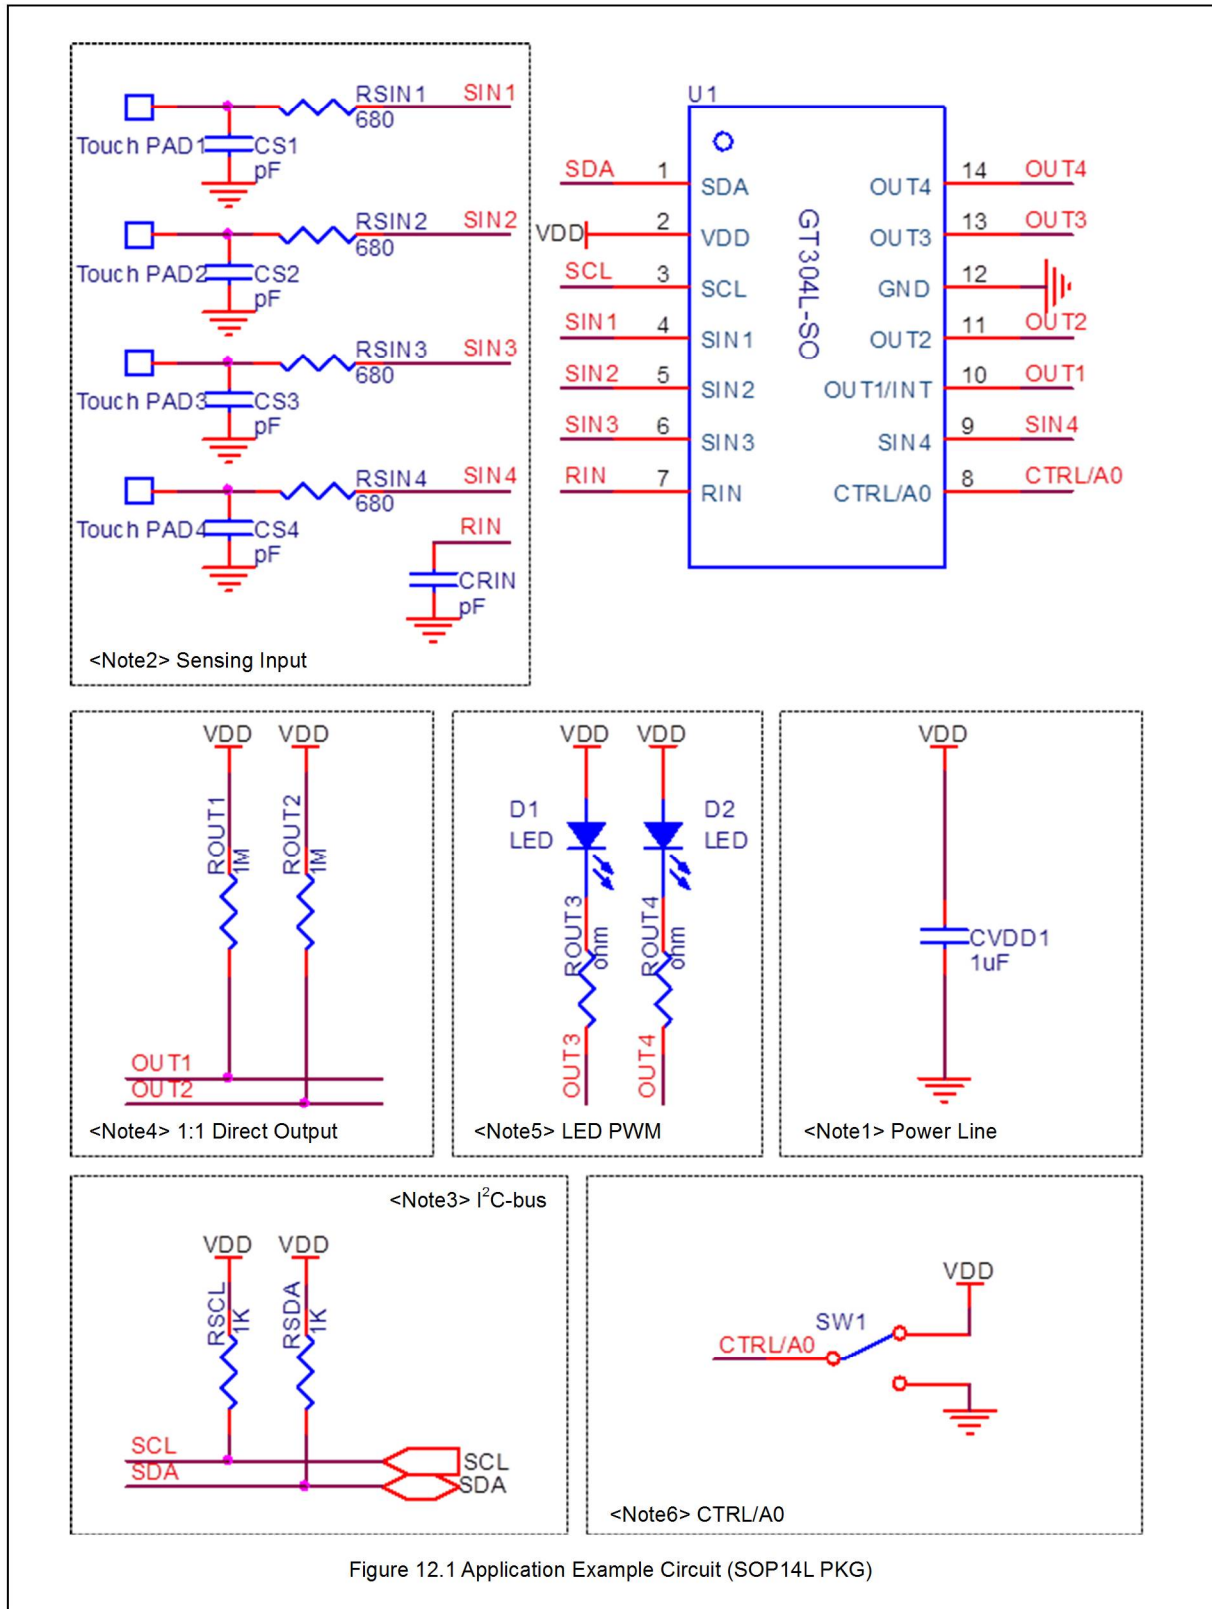 RSIN1 SIN1
680
Touch PAD1 CS1
pF
RSIN2 SIN2
680
Touch PAD2 CS2
pF
RSIN3 SIN3
680
Touch PAD3 CS3
pF
RSIN4 SIN4
680
Touch PAD4 CS4
pF
RIN
CRIN
pF
<Note2> Sensing Input
U1
GT304L-SO
SDA 1 SDA
VDD 2 VDD
SCL 3 SCL
SIN1 4 SIN1
SIN2 5 SIN2
SIN3 6 SIN3
RIN 7 RIN
OUT4 14 OUT4
OUT3 13 OUT3
GND 12
OUT2 11 OUT2
OUT1/INT 10 OUT1
SIN4 9 SIN4
CTRL/A0 8 CTRL/A0
VDD VDD
ROUT1 1M
ROUT2 1M
OUT1
OUT2
<Note4> 1:1 Direct Output
VDD VDD
D1
LED
D2
LED
ROUT3 ohm
ROUT4 ohm
OUT3
OUT4
<Note5> LED PWM
VDD
CVDD1
1uF
<Note1> Power Line
<Note3> I²C-bus
VDD VDD
RSCL 1K
RSDA 1K
SCL SCL
SDA SDA
VDD
SW1
CTRL/A0
<Note6> CTRL/A0
Figure 12.1 Application Example Circuit (SOP14L PKG)